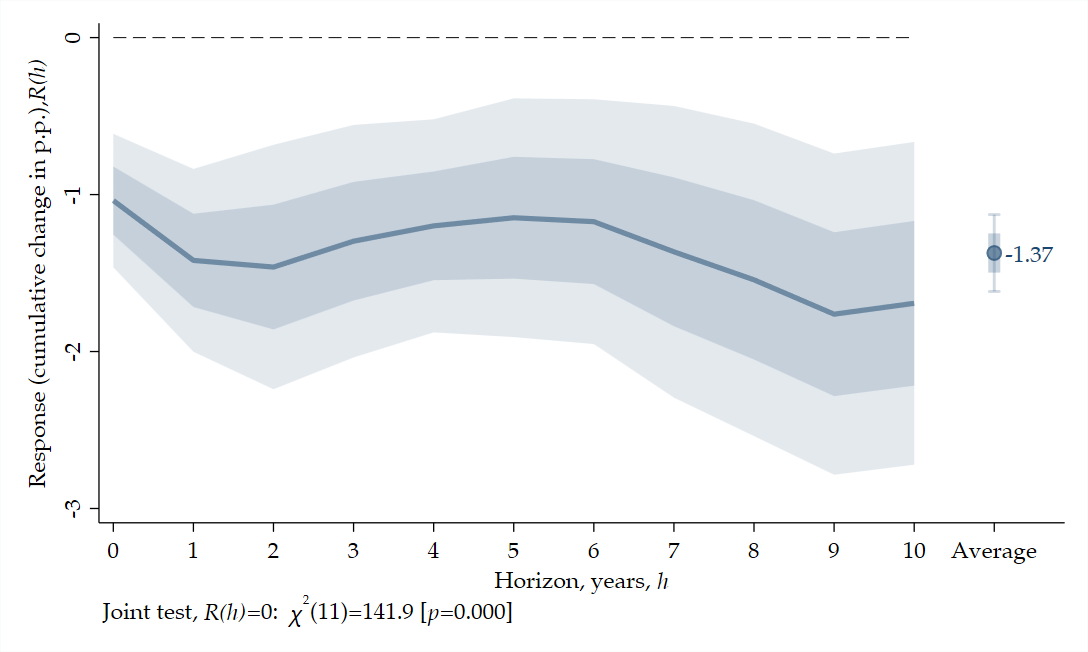 Response (cumulative change in p.p.),R(h)
0
-1
-2
-3
-1.37
0 1 2 3 4 5 6 7 8 9 10 Average
Horizon, years, h
Joint test, R(h)=0: χ²(11)=141.9 [p=0.000]